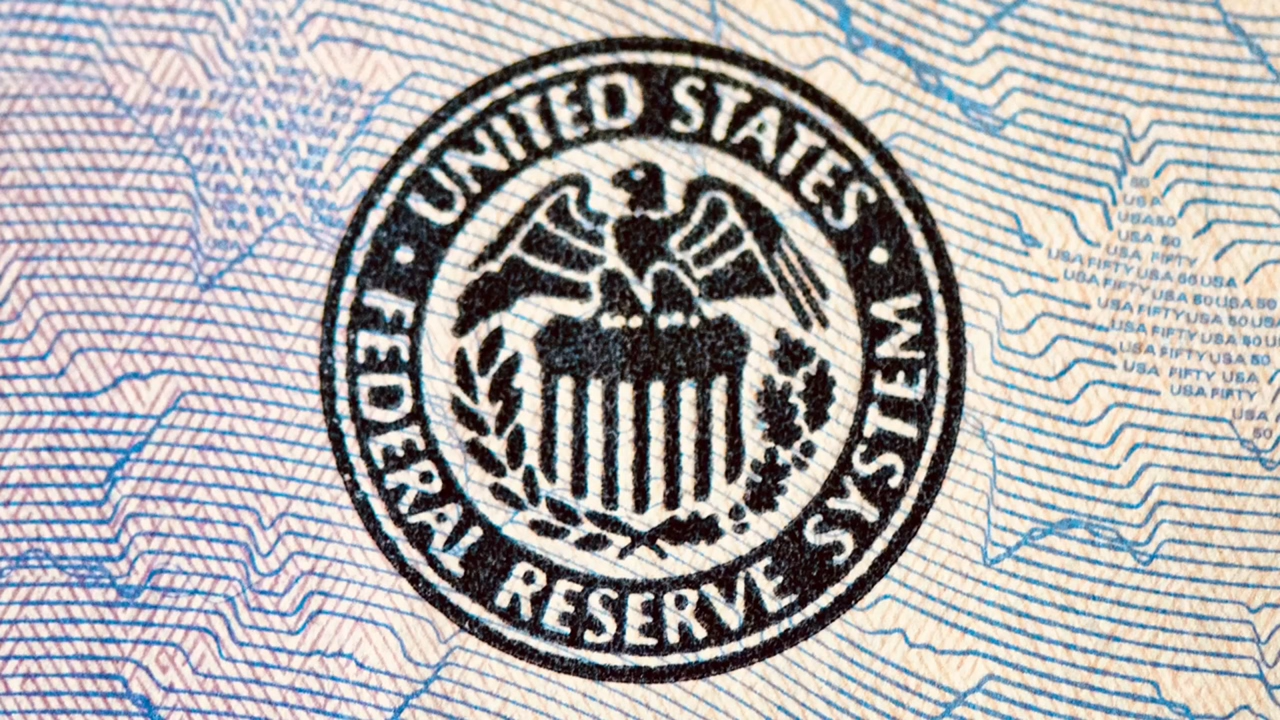 UNITED STATES
FEDERAL RESERVE SYSTEM
50
USA
USA 50
USA 50
USA FIFTY
USA FIFTY USA 50 USA
USA FIFTY USA 50 USA 50
USA FIFTY USA 50 USA
USA FIFTY USA 50 U
USA FIFTY USA 50
USA FIFTY USA
USA FIFTY
USA
50